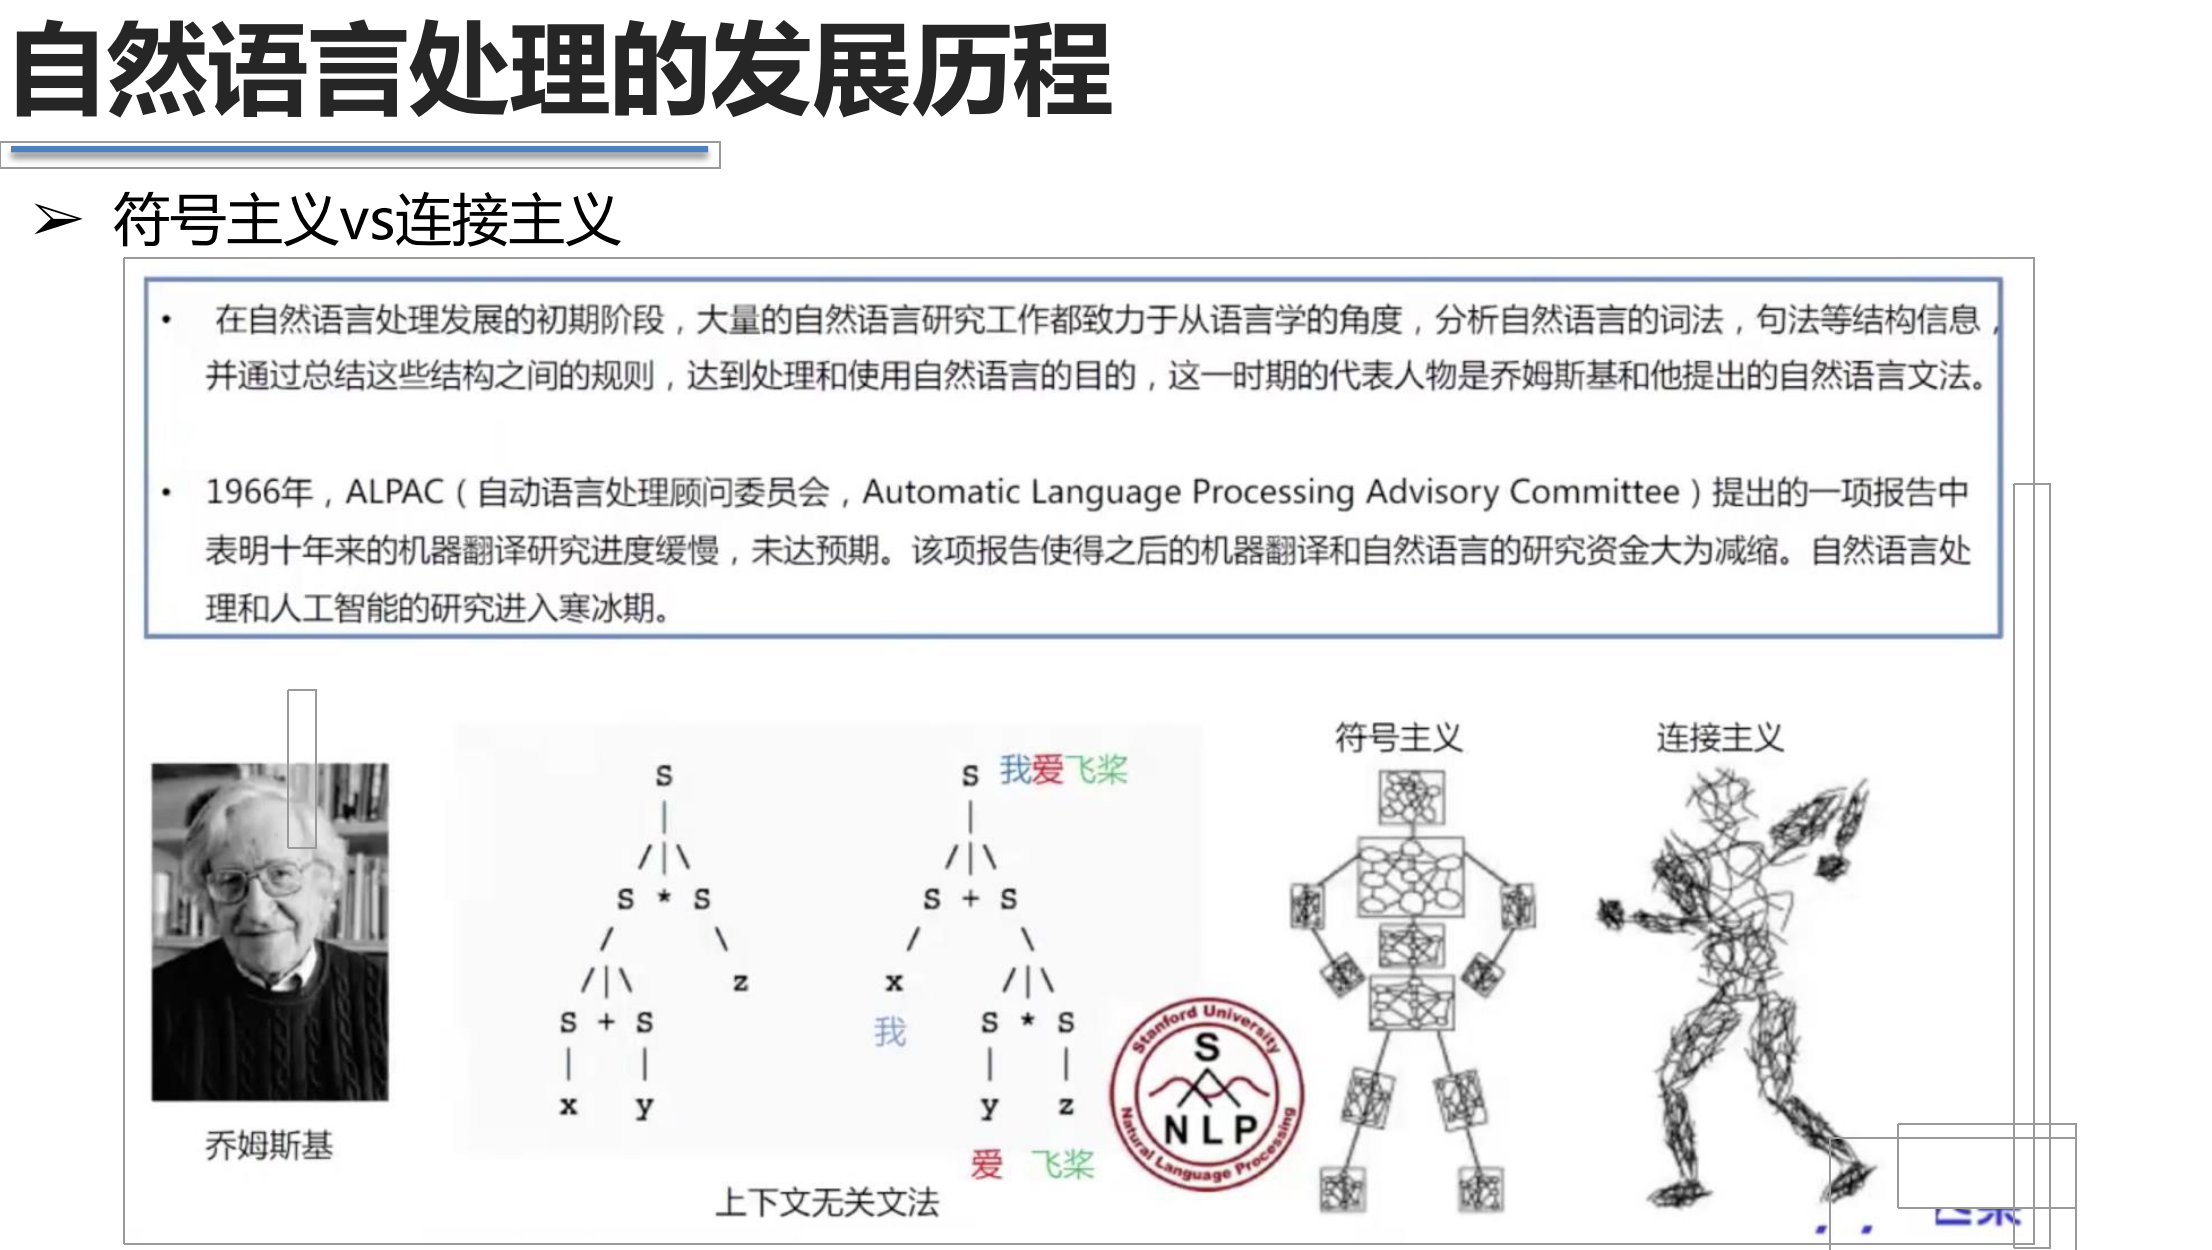 自然语言处理的发展历程
➢ 符号主义vs连接主义
• 在自然语言处理发展的初期阶段，大量的自然语言研究工作都致力于从语言学的角度，分析自然语言的词法，句法等结构信息，
并通过总结这些结构之间的规则，达到处理和使用自然语言的目的，这一时期的代表人物是乔姆斯基和他提出的自然语言文法。
• 1966年，ALPAC（自动语言处理顾问委员会，Automatic Language Processing Advisory Committee）提出的一项报告中
表明十年来的机器翻译研究进度缓慢，未达预期。该项报告使得之后的机器翻译和自然语言的研究资金大为减缩。自然语言处
理和人工智能的研究进入寒冰期。
乔姆斯基
S
|
/|\
S * S
/ \
/|\ z
S + S
| |
x y
S 我爱飞桨
|
/|\
S + S
/ \
x /|\
我 S * S
| |
y z
爱 飞桨
上下文无关文法
Stanford University
S
NLP
Natural Language Processing
符号主义
连接主义